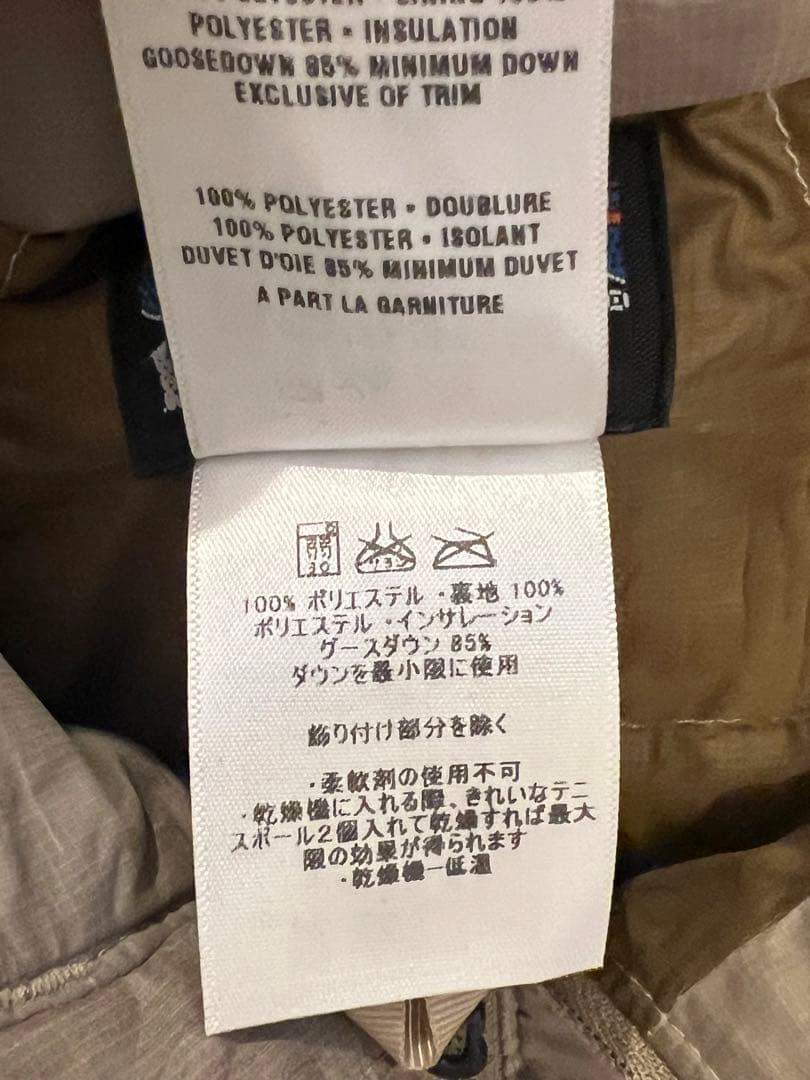 POLYESTER • INSULATION
GOOSEDOWN 85% MINIMUM DOWN
EXCLUSIVE OF TRIM
100% POLYESTER • DOUBLURE
100% POLYESTER • ISOLANT
DUVET D'OIE 85% MINIMUM DUVET
A PART LA GARNITURE
弱
30
100% ポリエステル ・裏地 100%
ポリエステル ・インサレーション
グースダウン 85%
ダウンを最小限に使用
飾り付け部分を除く
・柔軟剤の使用不可
・乾燥機に入れる際、きれいなテニ
スボール2個入れて乾燥すれば最大
限の効果が得られます
・乾燥機ー低温